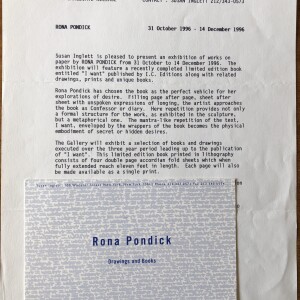 CONTACT: SUSAN INGLETT 212/343-0573
RONA PONDICK 31 October 1996 - 14 December 1996
Susan Inglett is pleased to present an exhibition of works on
paper by RONA PONDICK from 31 October to 14 December 1996. The
exhibition will feature a recently completed limited edition book
entitled "I want" published by I.C. Editions along with related
drawings, prints and unique books.
Rona Pondick has chosen the book as the perfect vehicle for her
explorations of desire. Filling page after page, sheet after
sheet with unspoken expressions of longing, the artist approaches
the book as Confessor or diary. Here repetition provides not only
a formal structure for the work, as exhibited in the sculpture,
but a metaphorical one. The mantra-like repetition of the text,
I want, enveloped by the wrappers of the book becomes the physical
embodiment of secret or hidden desires.
The Gallery will exhibit a selection of books and drawings
executed over the three year period leading up to the publication
of "I want". This limited edition book printed in lithography
consists of four double page accordian fold sheets which when
fully extended reach eleven feet in length. Each page will also
be made available as a single print.
Rona Pondick
Drawings and Books